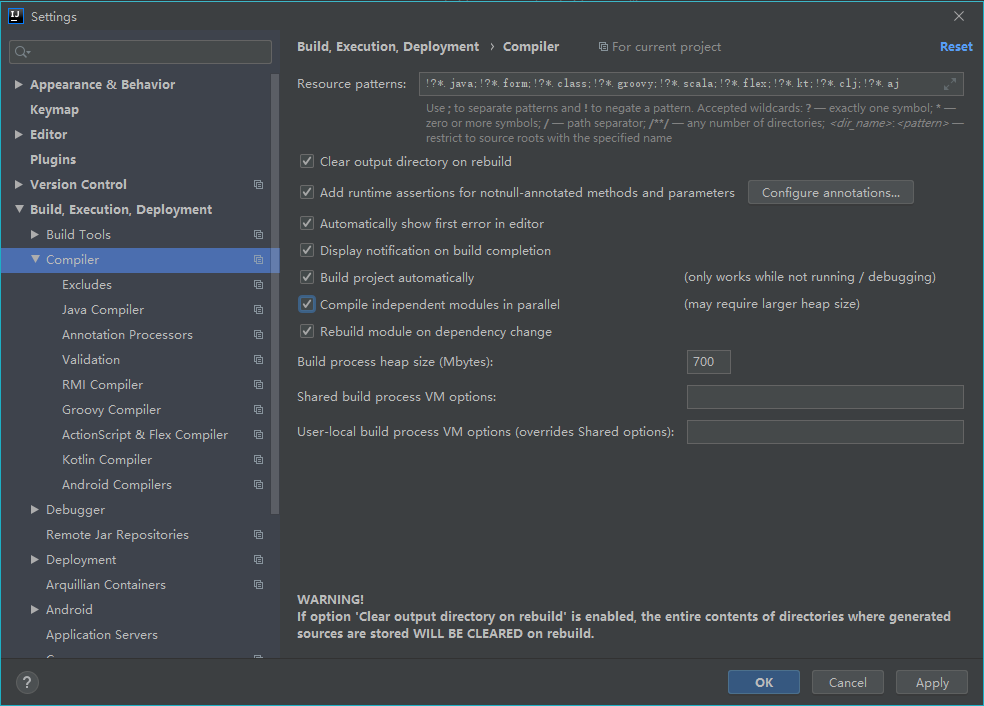 Settings
Appearance & Behavior
Keymap
Editor
Plugins
Version Control
Build, Execution, Deployment
Build Tools
Compiler
Excludes
Java Compiler
Annotation Processors
Validation
RMI Compiler
Groovy Compiler
ActionScript & Flex Compiler
Kotlin Compiler
Android Compilers
Debugger
Remote Jar Repositories
Deployment
Arquillian Containers
Android
Application Servers
Build, Execution, Deployment › Compiler
For current project
Reset
Resource patterns: !?*.java;!?*.form;!?*.class;!?*.groovy;!?*.scala;!?*.flex;!?*.kt;!?*.clj;!?*.aj
Use ; to separate patterns and ! to negate a pattern. Accepted wildcards: ? — exactly one symbol; * —
zero or more symbols; / — path separator; /**/ — any number of directories; <dir_name>:<pattern> —
restrict to source roots with the specified name
Clear output directory on rebuild
Add runtime assertions for notnull-annotated methods and parameters
Configure annotations...
Automatically show first error in editor
Display notification on build completion
Build project automatically (only works while not running / debugging)
Compile independent modules in parallel (may require larger heap size)
Rebuild module on dependency change
Build process heap size (Mbytes): 700
Shared build process VM options:
User-local build process VM options (overrides Shared options):
WARNING!
If option 'Clear output directory on rebuild' is enabled, the entire contents of directories where generated
sources are stored WILL BE CLEARED on rebuild.
?
OK
Cancel
Apply